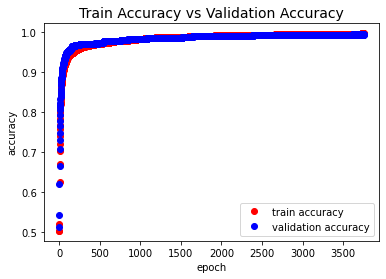 Train Accuracy vs Validation Accuracy
1.0
0.9
0.8
0.7
0.6
0.5
accuracy
train accuracy
validation accuracy
0 500 1000 1500 2000 2500 3000 3500
epoch